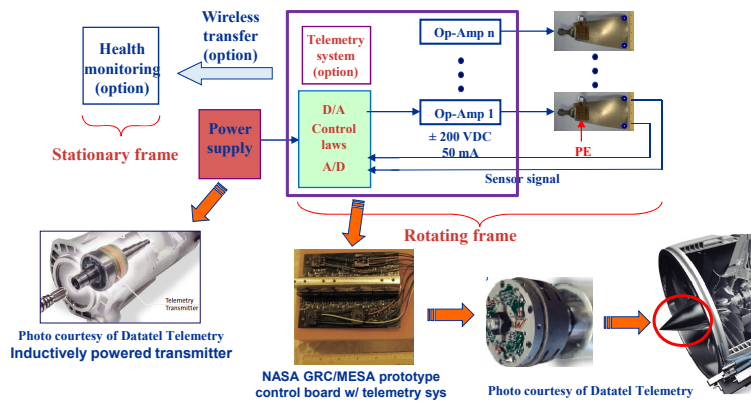 Wireless
transfer
(option)
Health
monitoring
(option)
Telemetry
system
(option)
Op-Amp n
D/A
Control
laws
A/D
Op-Amp 1
± 200 VDC
50 mA
PE
Power
supply
Stationary frame
Sensor signal
Rotating frame
Telemetry
Transmitter
Photo courtesy of Datatel Telemetry
Inductively powered transmitter
NASA GRC/MESA prototype
control board w/ telemetry sys
Photo courtesy of Datatel Telemetry